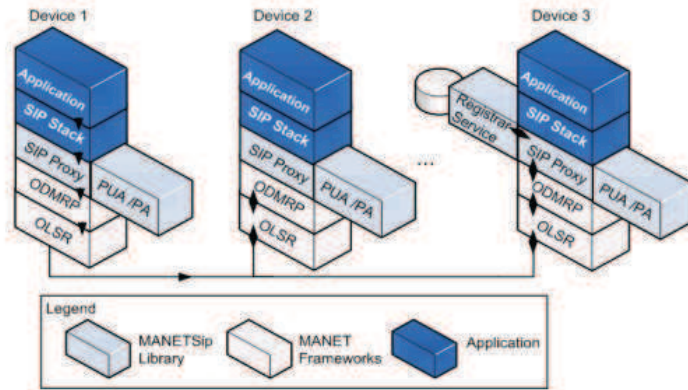 Device 1
Device 2
Device 3
Application
SIP Stack
SIP Proxy
PUA /PA
ODMRP
OLSR
Application
SIP Stack
SIP Proxy
PUA /PA
ODMRP
OLSR
...
Registrar
Service
Application
SIP Stack
SIP Proxy
PUA /PA
ODMRP
OLSR
Legend
MANETSip
Library
MANET
Frameworks
Application